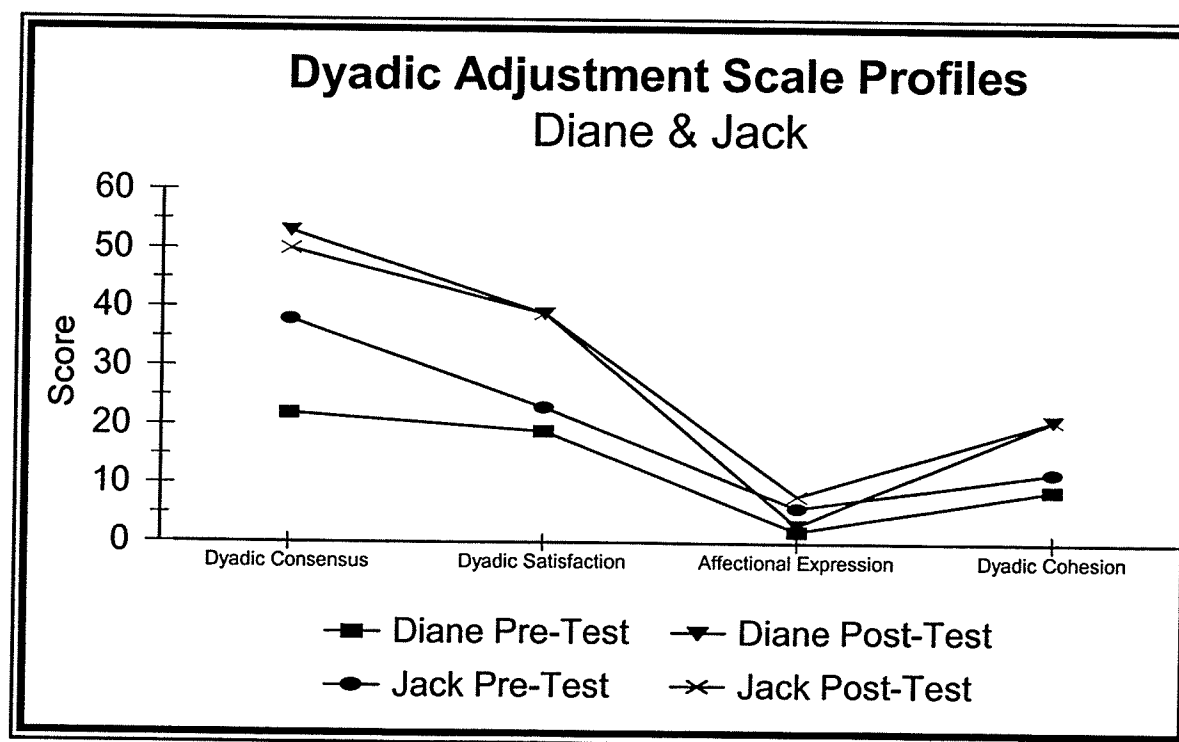 Dyadic Adjustment Scale Profiles
Diane & Jack
60
50
40
30
20
10
0
Score
Dyadic Consensus Dyadic Satisfaction Affectional Expression Dyadic Cohesion
Diane Pre-Test Diane Post-Test
Jack Pre-Test Jack Post-Test